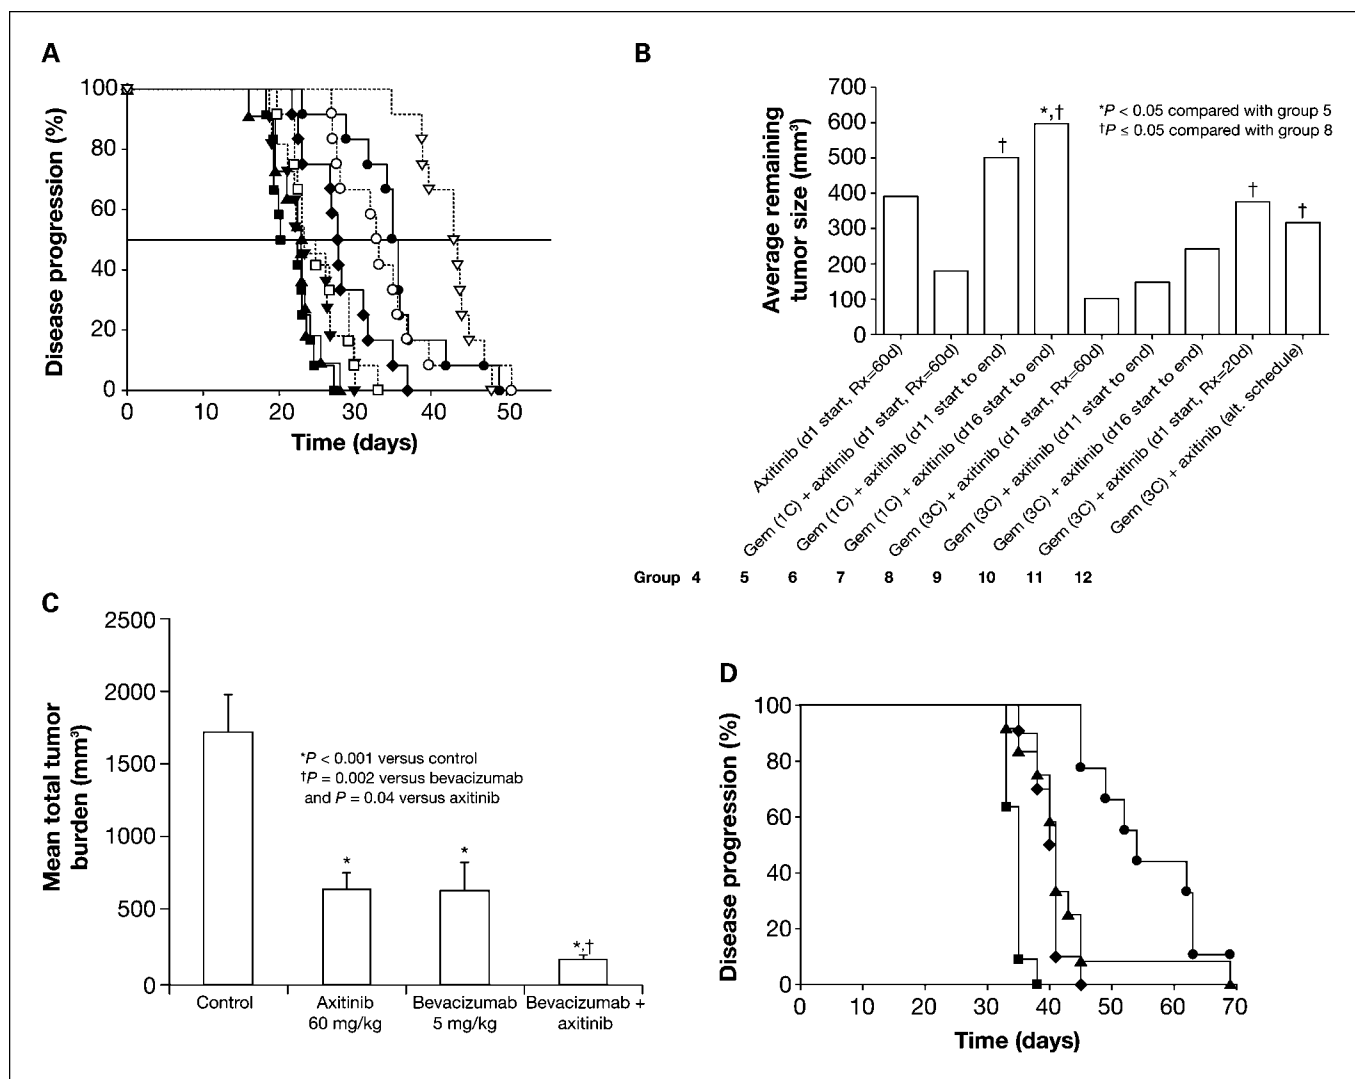 A
Disease progression (%)
100
80
60
40
20
0
0 10 20 30 40 50
Time (days)
B
Average remaining
tumor size (mm³)
700
600
500
400
300
200
100
0
*P < 0.05 compared with group 5
†P ≤ 0.05 compared with group 8
†
*,†
†
†
Axitinib (d1 start, Rx=60d)
Gem (1C) + axitinib (d1 start, Rx=60d)
Gem (1C) + axitinib (d11 start to end)
Gem (1C) + axitinib (d16 start to end)
Gem (3C) + axitinib (d1 start, Rx=60d)
Gem (3C) + axitinib (d11 start to end)
Gem (3C) + axitinib (d16 start to end)
Gem (3C) + axitinib (d1 start, Rx=20d)
Gem (3C) + axitinib (alt. schedule)
Group 4 5 6 7 8 9 10 11 12
C
Mean total tumor
burden (mm³)
2500
2000
1500
1000
500
0
*P < 0.001 versus control
†P = 0.002 versus bevacizumab
and P = 0.04 versus axitinib
*
*
*,†
Control
Axitinib
60 mg/kg
Bevacizumab
5 mg/kg
Bevacizumab +
axitinib
D
Disease progression (%)
100
80
60
40
20
0
0 10 20 30 40 50 60 70
Time (days)